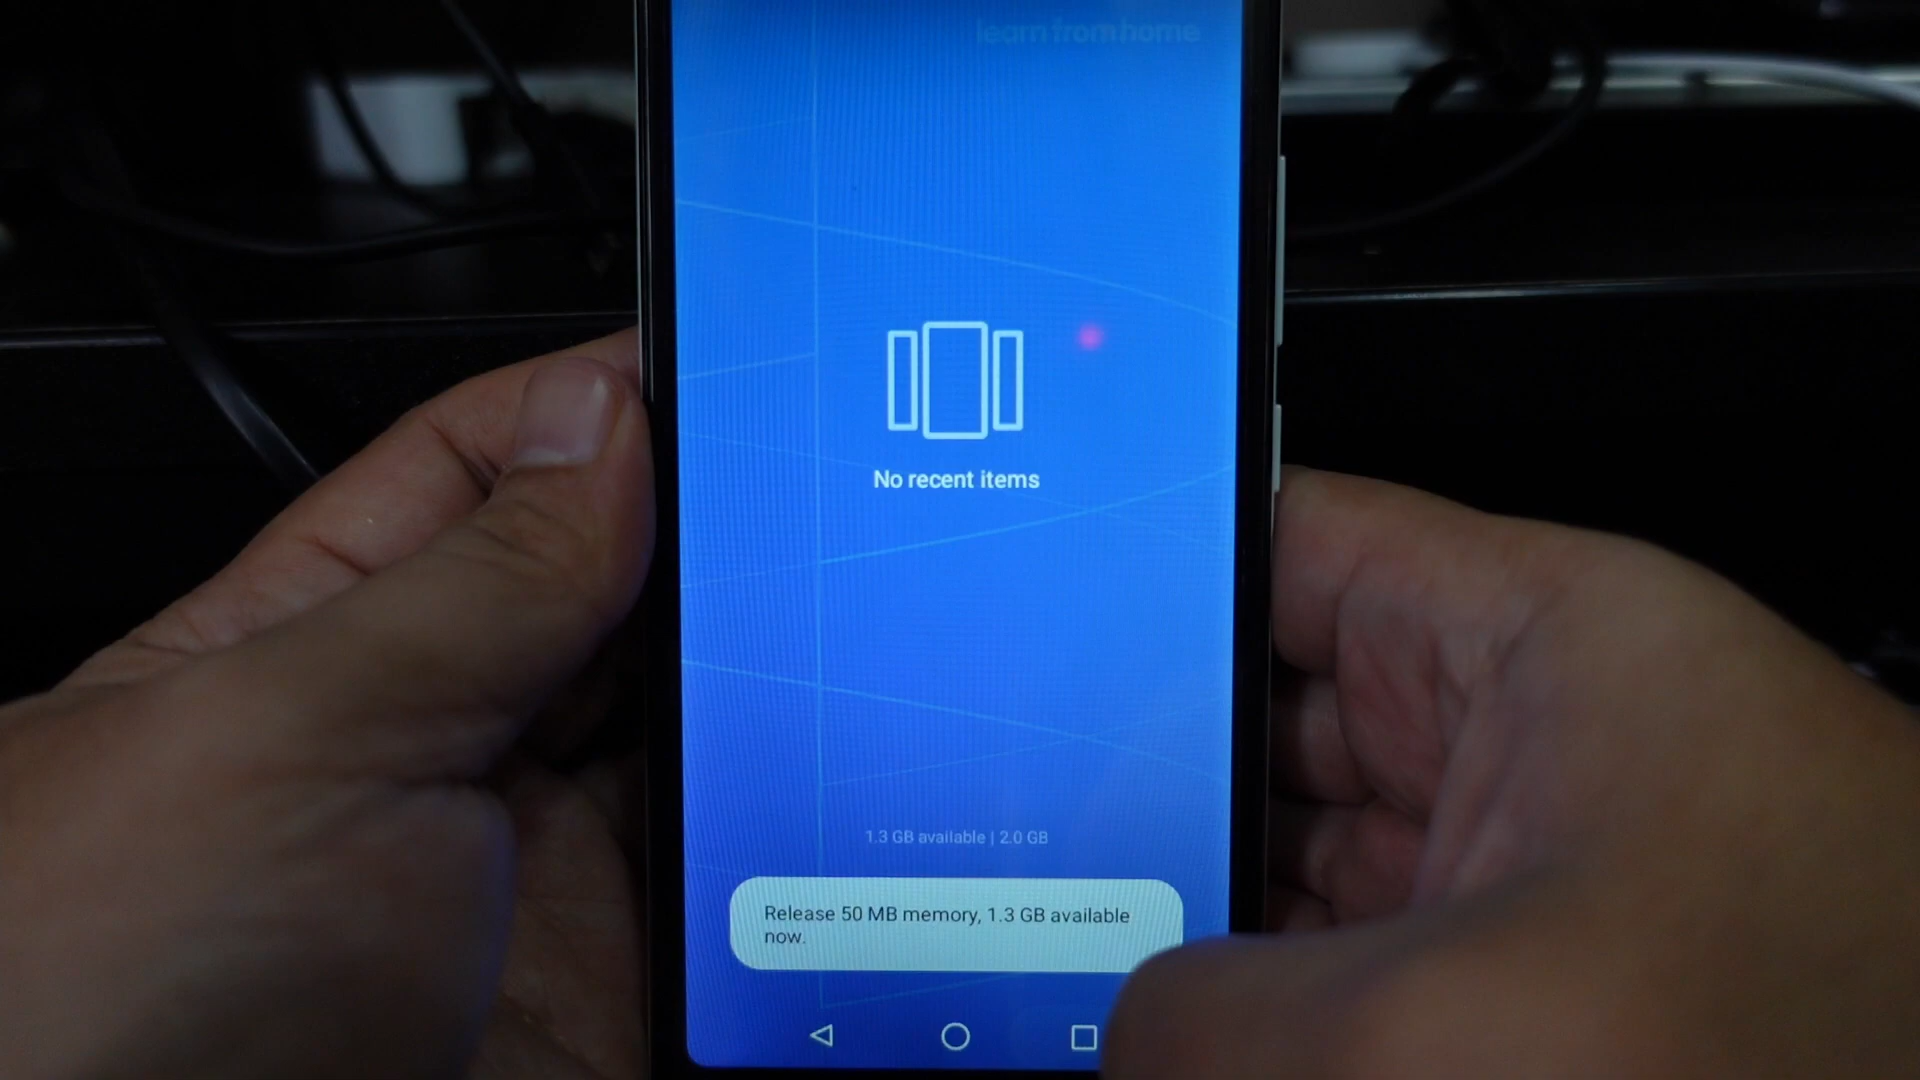 learn from home
No recent items
1.3 GB available | 2.0 GB
Release 50 MB memory, 1.3 GB available
now.